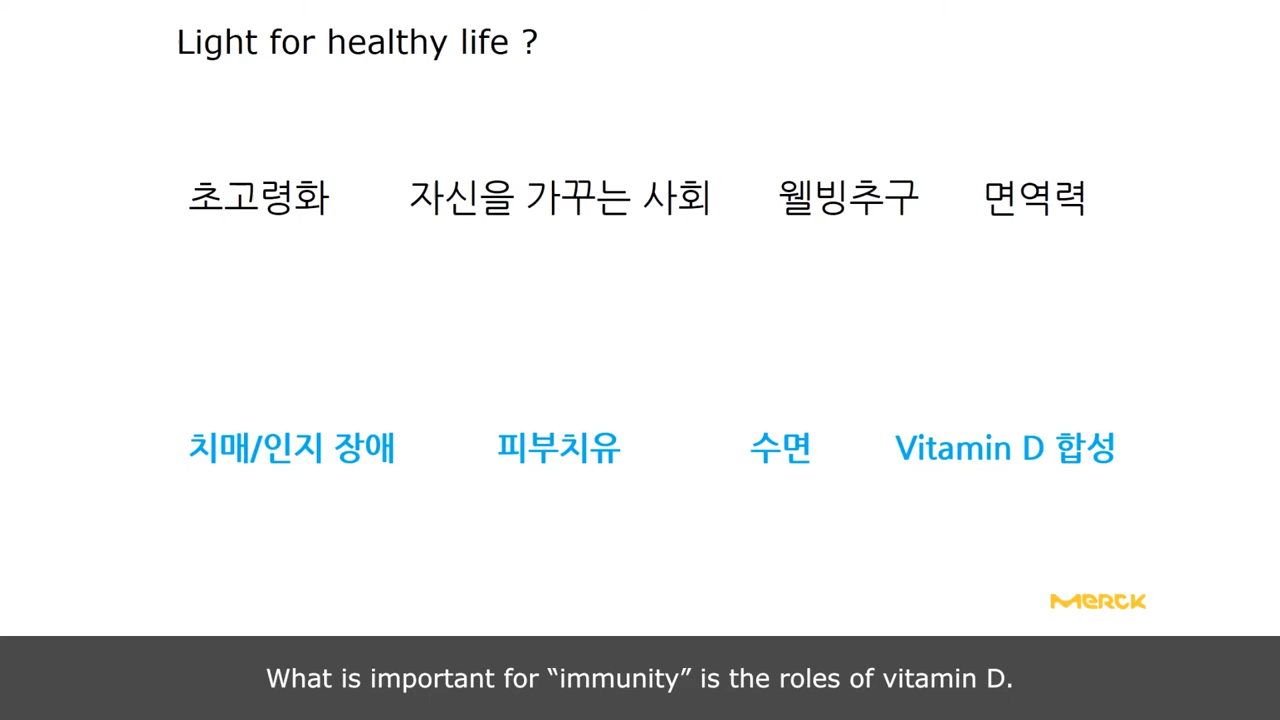 Light for healthy life ?
초고령화 자신을 가꾸는 사회 웰빙추구 면역력
치매/인지 장애 피부치유 수면 Vitamin D 합성
MERCK
What is important for “immunity” is the roles of vitamin D.